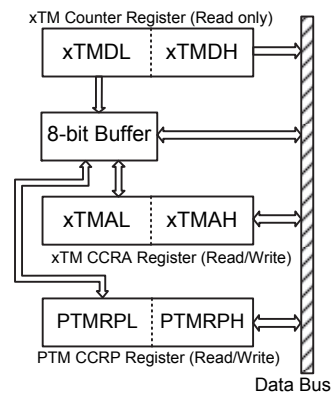 xTM Counter Register (Read only)
xTMDL xTMDH
8-bit Buffer
xTMAL xTMAH
xTM CCRA Register (Read/Write)
PTMRPL PTMRPH
PTM CCRP Register (Read/Write)
Data Bus